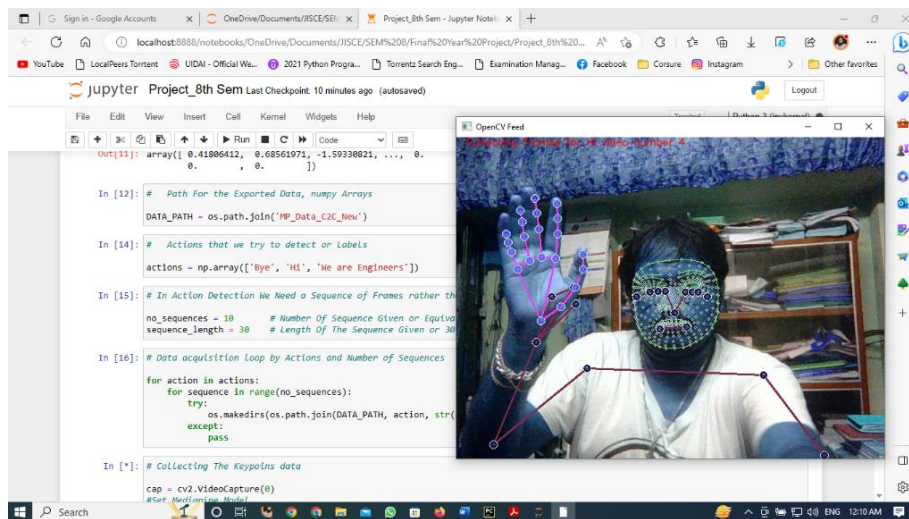 Sign in - Google Accounts
OneDrive/Documents/JISCE/SEM
Project_8th Sem - Jupyter Noteb
localhost:8888/notebooks/OneDrive/Documents/JISCE/SEM%208/Final%20Year%20Project/Project_8th%20...
YouTube
LocalPeers Torrtent
UIDAI - Official We...
2021 Python Progra...
Torrentz Search Eng...
Examination Manag...
Facebook
Corsure
Instagram
Other favorites
jupyter Project_8th Sem Last Checkpoint: 10 minutes ago (autosaved)
Logout
File Edit View Insert Cell Kernel Widgets Help
Run Code
OpenCV Feed
Out[11]: array([ 0.41806412, 0.68561971, -1.59330821, ..., 0.
0. , 0. ])
In [12]: # Path For the Exported Data, numpy Arrays
DATA_PATH = os.path.join('MP_Data_C2C_New')
In [14]: # Actions that we try to detect or Labels
actions = np.array(['Bye', 'Hi', 'We are Engineers'])
In [15]: # In Action Detection We Need a Sequence of Frames rather th
no_sequences = 10 # Number Of Sequence Given or Equiva
sequence_length = 30 # Length Of The Sequence Given or 30
In [16]: # Data acquisition loop by Actions and Number of Sequences
for action in actions:
for sequence in range(no_sequences):
try:
os.makedirs(os.path.join(DATA_PATH, action, str(
except:
pass
In [*]: # Collecting The Keypoins data
cap = cv2.VideoCapture(0)
#Set Mediapipe Model
Frames for Hi Video Number 4
Search
ENG 12:10 AM